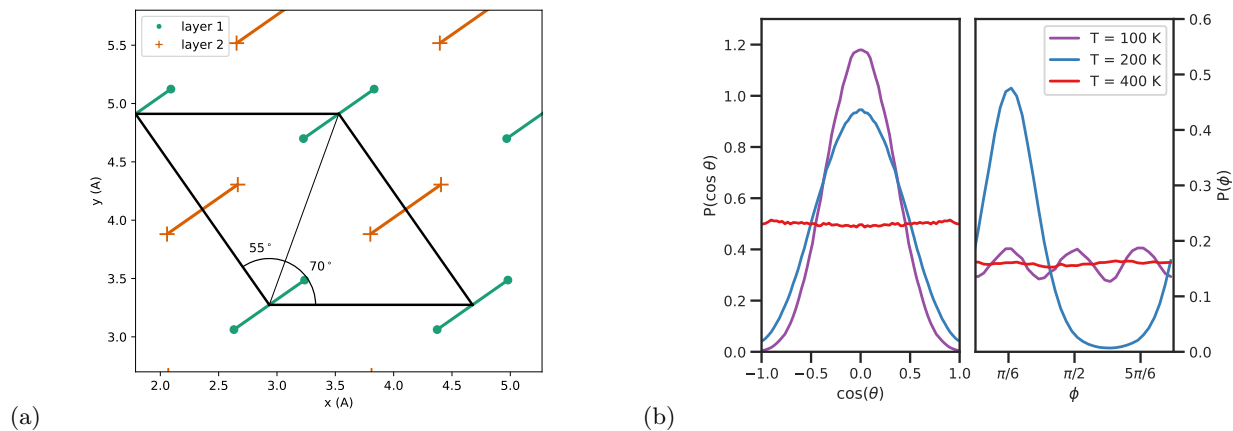 layer 1
layer 2
5.5
5.0
4.5
4.0
3.5
3.0
y (A)
55°
70°
2.0 2.5 3.0 3.5 4.0 4.5 5.0
x (A)
(a)
T = 100 K
T = 200 K
T = 400 K
1.2
1.0
0.8
0.6
0.4
0.2
0.0
P(cos θ)
−1.0 −0.5 0.0 0.5 1.0
cos(θ)
0.6
0.5
0.4
0.3
0.2
0.1
0.0
P(ϕ)
π/6 π/2 5π/6
ϕ
(b)